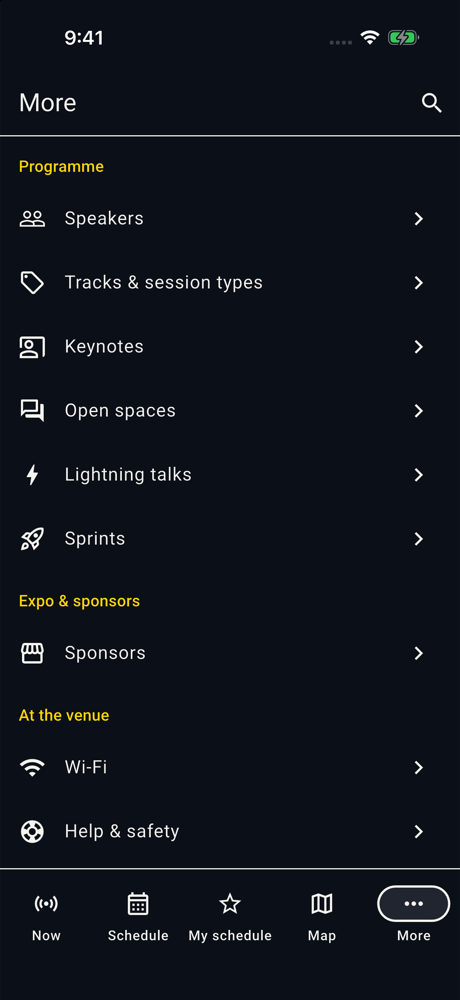 9:41
More
Programme
Speakers
Tracks & session types
Keynotes
Open spaces
Lightning talks
Sprints
Expo & sponsors
Sponsors
At the venue
Wi-Fi
Help & safety
Now
Schedule
My schedule
Map
More